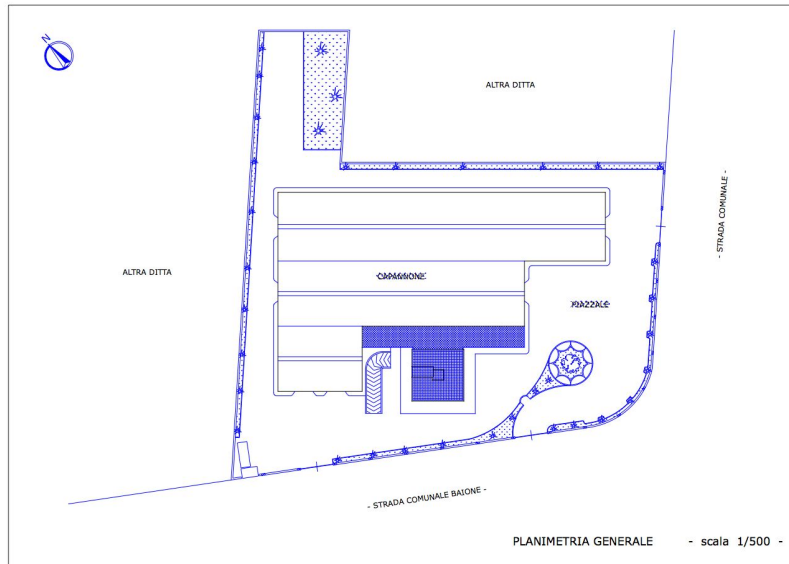 N
ALTRA DITTA
- STRADA COMUNALE -
ALTRA DITTA
CAPANNONE
PIAZZALE
- STRADA COMUNALE BAIONE -
PLANIMETRIA GENERALE - scala 1/500 -